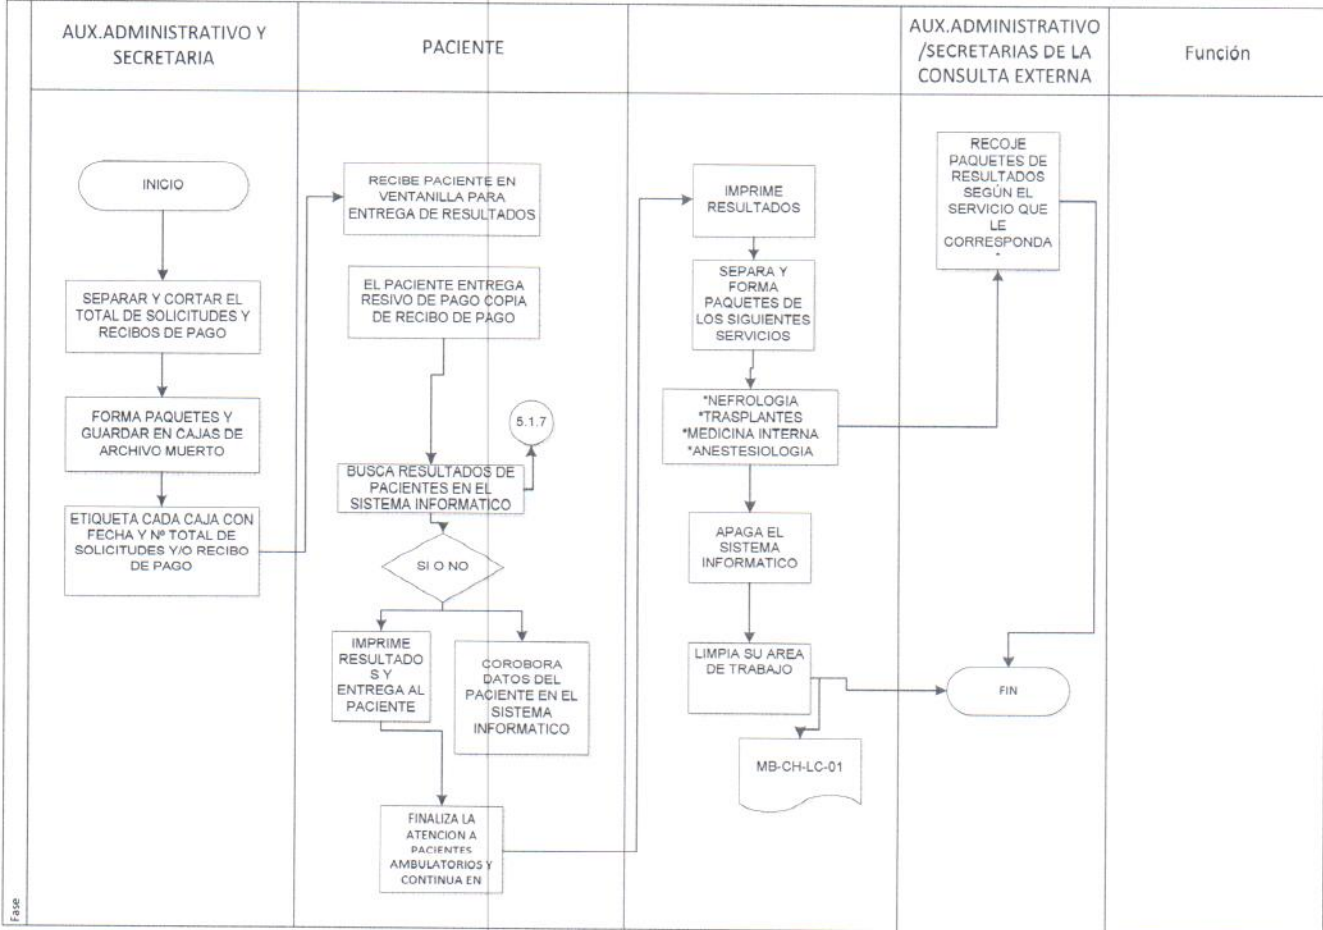 AUX.ADMINISTRATIVO Y
SECRETARIA
PACIENTE
AUX.ADMINISTRATIVO
/SECRETARIAS DE LA
CONSULTA EXTERNA
Función
INICIO
SEPARAR Y CORTAR EL
TOTAL DE SOLICITUDES Y
RECIBOS DE PAGO
FORMA PAQUETES Y
GUARDAR EN CAJAS DE
ARCHIVO MUERTO
ETIQUETA CADA CAJA CON
FECHA Y Nº TOTAL DE
SOLICITUDES Y/O RECIBO
DE PAGO
RECIBE PACIENTE EN
VENTANILLA PARA
ENTREGA DE RESULTADOS
EL PACIENTE ENTREGA
RESIVO DE PAGO COPIA
DE RECIBO DE PAGO
5.1.7
BUSCA RESULTADOS DE
PACIENTES EN EL
SISTEMA INFORMATICO
SI O NO
IMPRIME
RESULTADO
S Y
ENTREGA AL
PACIENTE
COROBORA
DATOS DEL
PACIENTE EN EL
SISTEMA
INFORMATICO
FINALIZA LA
ATENCION A
PACIENTES
AMBULATORIOS Y
CONTINUA EN
IMPRIME
RESULTADOS
SEPARA Y
FORMA
PAQUETES DE
LOS SIGUIENTES
SERVICIOS
*NEFROLOGIA
*TRASPLANTES
*MEDICINA INTERNA
*ANESTESIOLOGIA
APAGA EL
SISTEMA
INFORMATICO
LIMPIA SU AREA
DE TRABAJO
MB-CH-LC-01
RECOJE
PAQUETES DE
RESULTADOS
SEGÚN EL
SERVICIO QUE
LE
CORRESPONDA
*
FIN
Fase